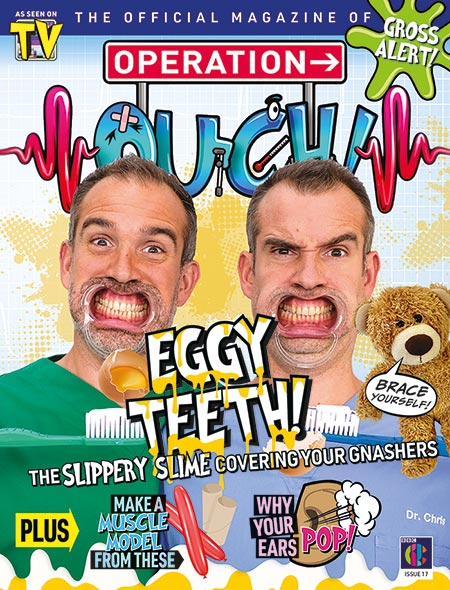 AS SEEN ON
TV
THE OFFICIAL MAGAZINE OF
GROSS
ALERT!
OPERATION→
OUCH!
EGGY
TEETH!
BRACE
YOURSELF!
THE SLIPPERY SLIME COVERING YOUR GNASHERS
PLUS
MAKE A
MUSCLE
MODEL
FROM THESE
WHY
YOUR
EARS
POP!
Dr. Chris
BBC
ISSUE 17